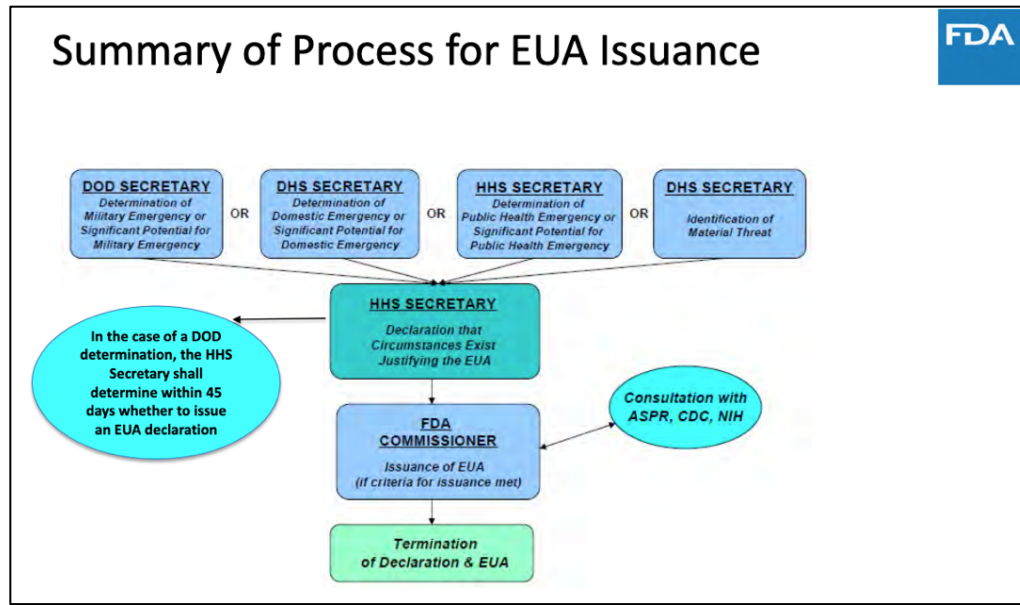 Summary of Process for EUA Issuance
FDA
DOD SECRETARY
Determination of
Military Emergency or
Significant Potential for
Military Emergency
OR
DHS SECRETARY
Determination of
Domestic Emergency or
Significant Potential for
Domestic Emergency
OR
HHS SECRETARY
Determination of
Public Health Emergency or
Significant Potential for
Public Health Emergency
OR
DHS SECRETARY
Identification of
Material Threat
HHS SECRETARY
Declaration that
Circumstances Exist
Justifying the EUA
In the case of a DOD
determination, the HHS
Secretary shall
determine within 45
days whether to issue
an EUA declaration
FDA
COMMISSIONER
Issuance of EUA
(if criteria for issuance met)
Consultation with
ASPR, CDC, NIH
Termination
of Declaration & EUA